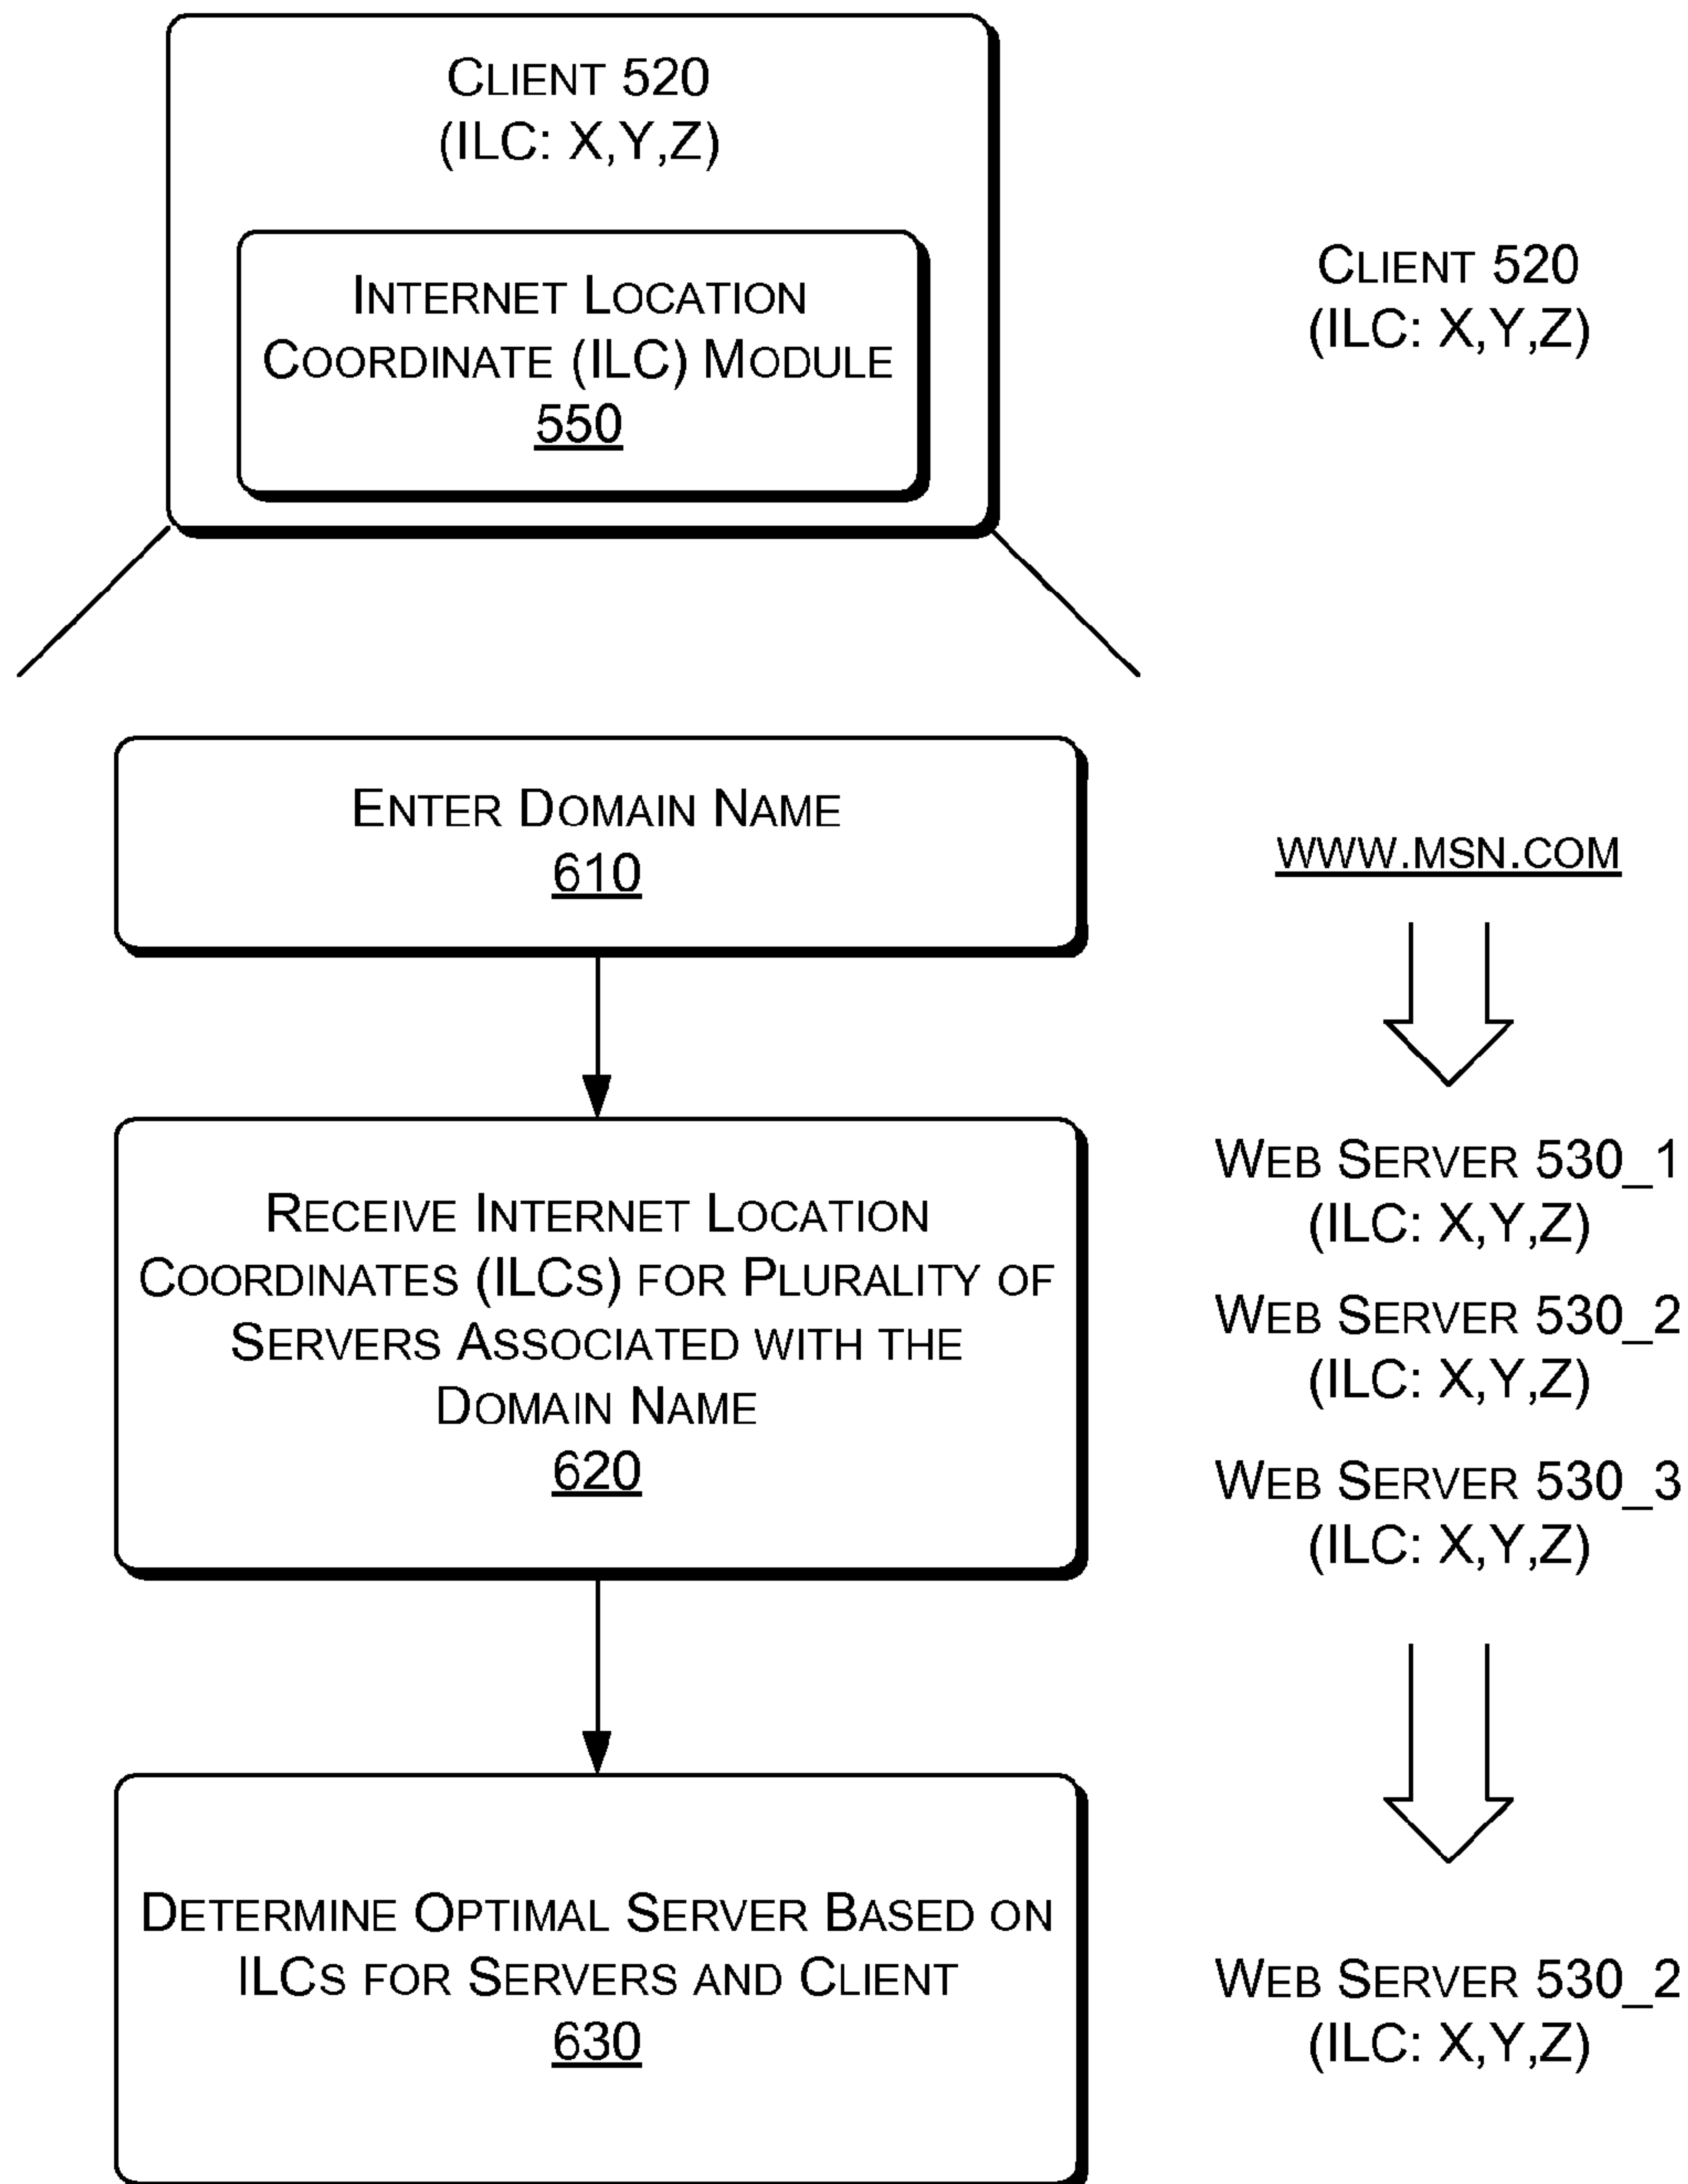 CLIENT 520
(ILC: X,Y,Z)
INTERNET LOCATION
COORDINATE (ILC) MODULE
550
CLIENT 520
(ILC: X,Y,Z)
ENTER DOMAIN NAME
610
WWW.MSN.COM
RECEIVE INTERNET LOCATION
COORDINATES (ILCS) FOR PLURALITY OF
SERVERS ASSOCIATED WITH THE
DOMAIN NAME
620
WEB SERVER 530_1
(ILC: X,Y,Z)
WEB SERVER 530_2
(ILC: X,Y,Z)
WEB SERVER 530_3
(ILC: X,Y,Z)
DETERMINE OPTIMAL SERVER BASED ON
ILCS FOR SERVERS AND CLIENT
630
WEB SERVER 530_2
(ILC: X,Y,Z)